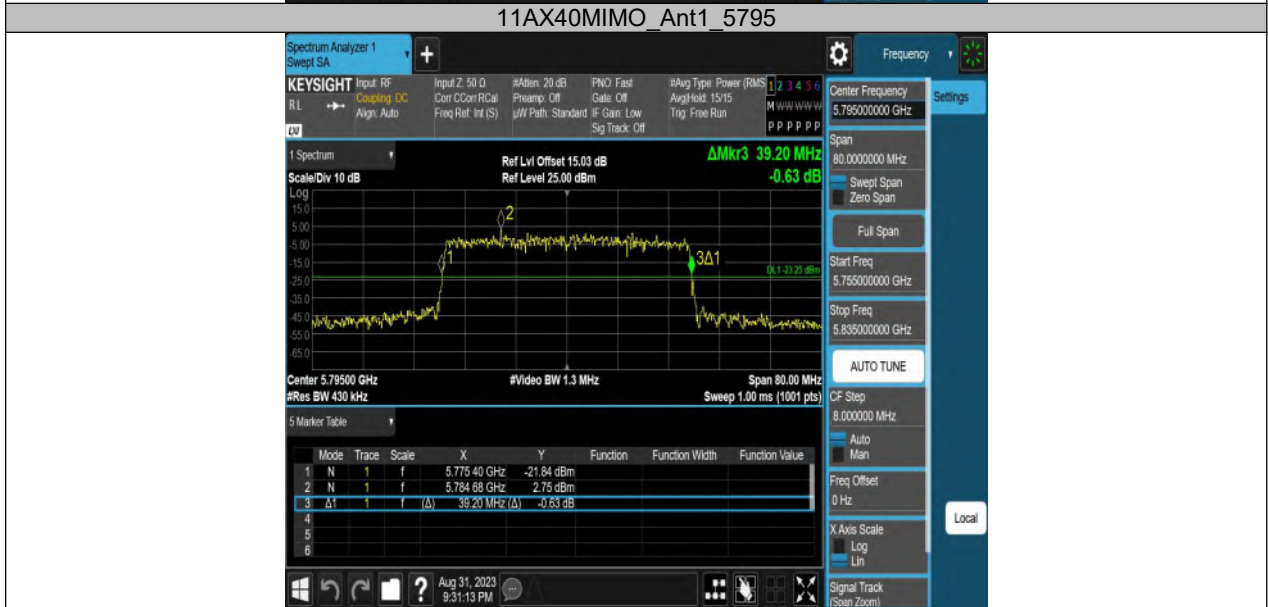 11AX40MIMO_Ant1_5795
Spectrum Analyzer 1
Swept SA
+
Frequency
KEYSIGHT
RL
LXI
Input: RF
Coupling: DC
Align: Auto
Input Z: 50 Ω
Corr CCorr RCal
Freq Ref: Int (S)
#Atten: 20 dB
Preamp: Off
µW Path: Standard
PNO: Fast
Gate: Off
IF Gain: Low
Sig Track: Off
#Avg Type: Power (RMS
Avg|Hold: 15/15
Trig: Free Run
1 2 3 4 5 6
M W W W W W
P P P P P P
1 Spectrum
Scale/Div 10 dB
Ref Lvl Offset 15.03 dB
Ref Level 25.00 dBm
ΔMkr3 39.20 MHz
-0.63 dB
Log
15.0
5.00
-5.00
-15.0
-25.0
-35.0
-45.0
-55.0
-65.0
1
2
3Δ1
DL1 -23.25 dBm
Center 5.79500 GHz
#Res BW 430 kHz
#Video BW 1.3 MHz
Span 80.00 MHz
Sweep 1.00 ms (1001 pts)
5 Marker Table
Mode Trace Scale X Y Function Function Width Function Value
1 N 1 f 5.775 40 GHz -21.84 dBm
2 N 1 f 5.784 68 GHz 2.75 dBm
3 Δ1 1 f (Δ) 39.20 MHz (Δ) -0.63 dB
4
5
6
?
Aug 31, 2023
9:31:13 PM
Center Frequency
5.795000000 GHz
Settings
Span
80.0000000 MHz
Swept Span
Zero Span
Full Span
Start Freq
5.755000000 GHz
Stop Freq
5.835000000 GHz
AUTO TUNE
CF Step
8.000000 MHz
Auto
Man
Freq Offset
0 Hz
X Axis Scale
Log
Lin
Local
Signal Track
(Span Zoom)